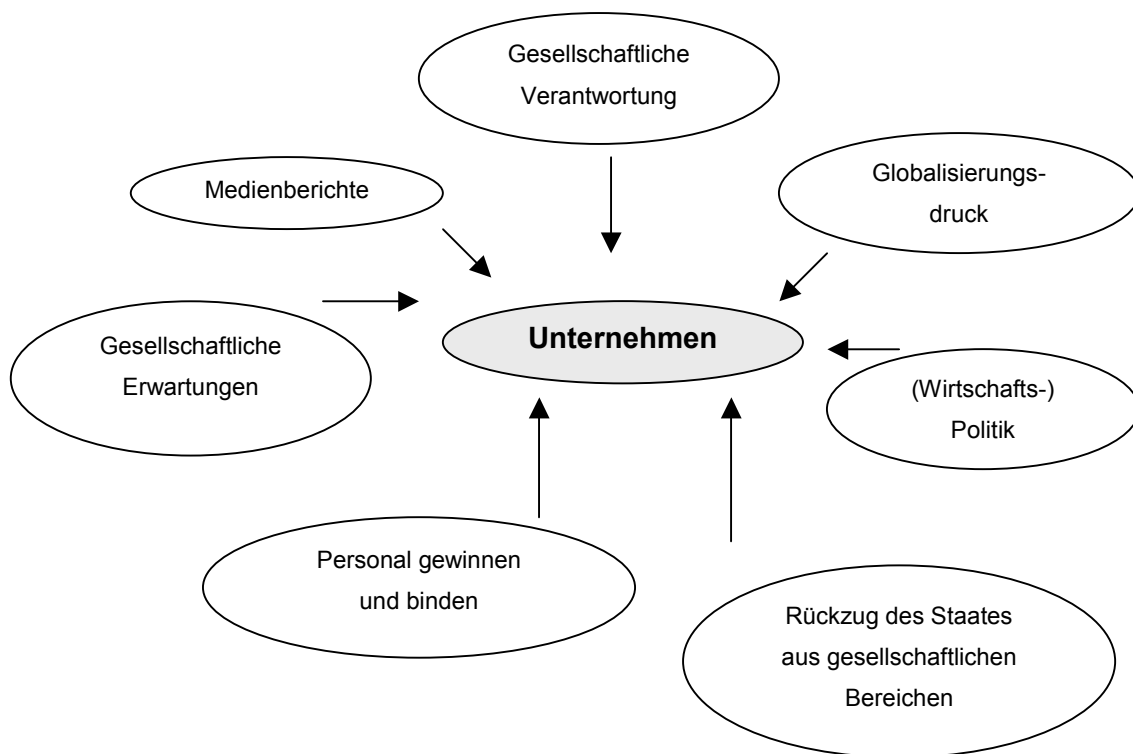 Gesellschaftliche
Verantwortung
Medienberichte
Globalisierungs-
druck
Gesellschaftliche
Erwartungen
Unternehmen
(Wirtschafts-)
Politik
Personal gewinnen
und binden
Rückzug des Staates
aus gesellschaftlichen
Bereichen